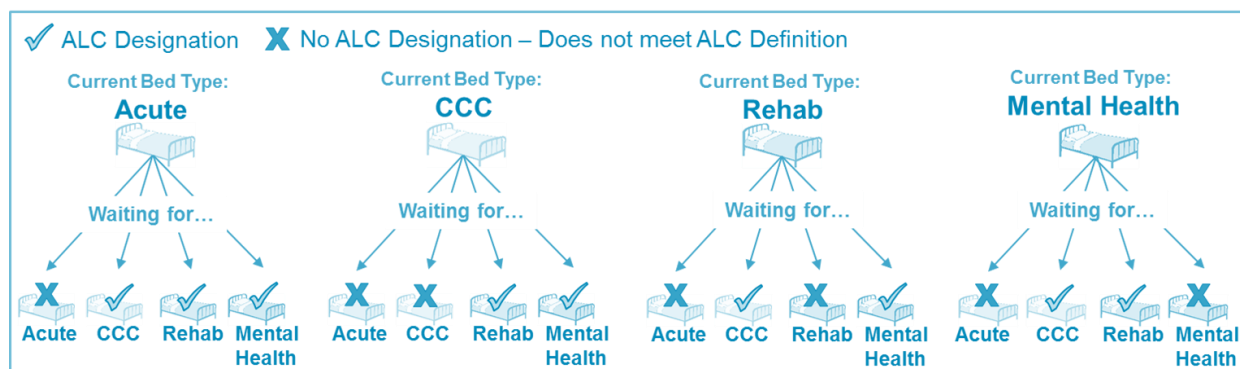 ALC Designation X No ALC Designation – Does not meet ALC Definition
Current Bed Type:
Acute
Waiting for…
X
Acute CCC Rehab Mental
Health
Current Bed Type:
CCC
Waiting for…
X X
Acute CCC Rehab Mental
Health
Current Bed Type:
Rehab
Waiting for…
X X
Acute CCC Rehab Mental
Health
Current Bed Type:
Mental Health
Waiting for…
X X
Acute CCC Rehab Mental
Health